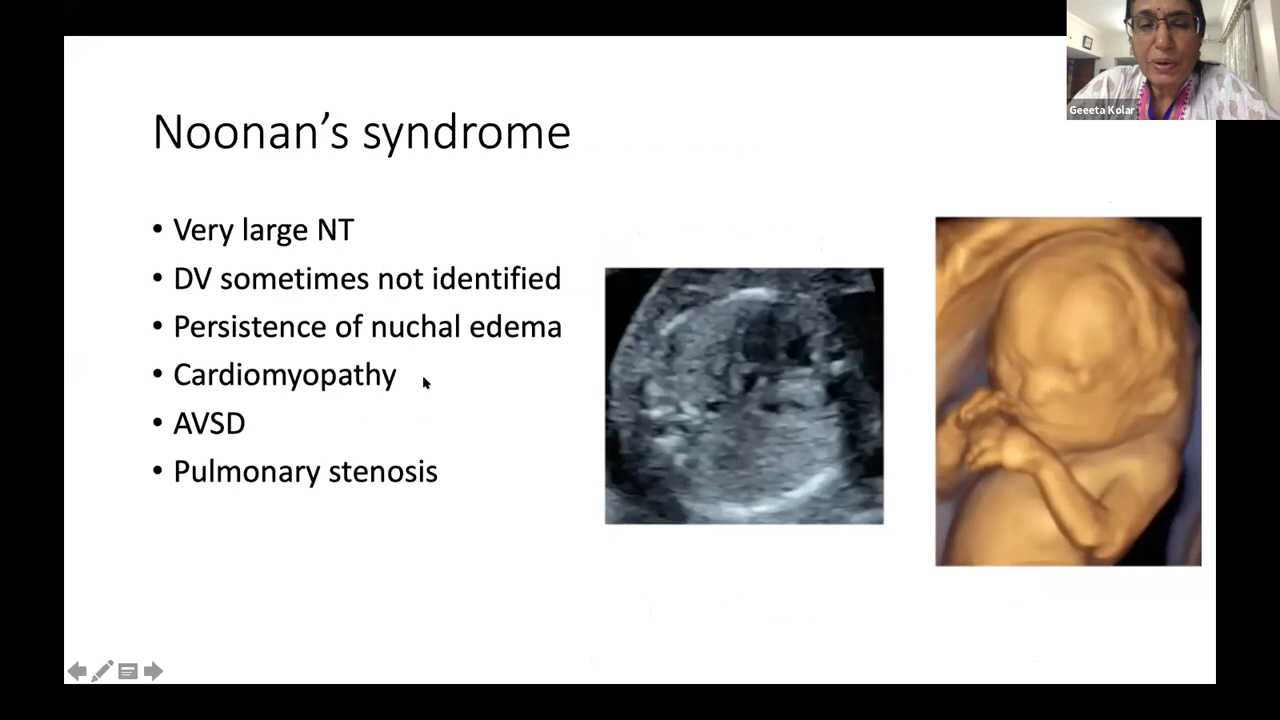 Geeeta Kolar
Noonan's syndrome
• Very large NT
• DV sometimes not identified
• Persistence of nuchal edema
• Cardiomyopathy
• AVSD
• Pulmonary stenosis